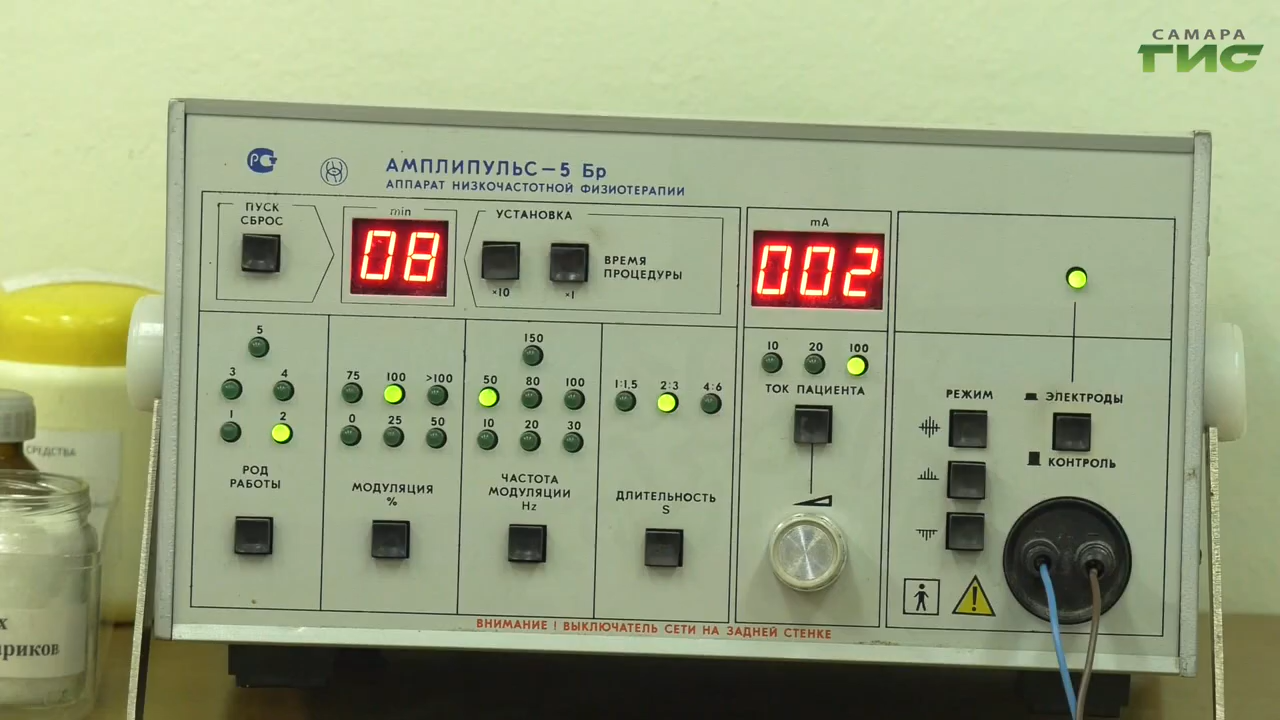 САМАРА
ГИС
РСТ
АМПЛИПУЛЬС-5 Бр
АППАРАТ НИЗКОЧАСТОТНОЙ ФИЗИОТЕРАПИИ
ПУСК
СБРОС
min
08
УСТАНОВКА
×10
×1
ВРЕМЯ
ПРОЦЕДУРЫ
mA
002
5
3 4
1 2
РОД
РАБОТЫ
75 100 >100
0 25 50
МОДУЛЯЦИЯ
%
150
50 80 100
10 20 30
ЧАСТОТА
МОДУЛЯЦИИ
Hz
1:1,5 2:3 4:6
ДЛИТЕЛЬНОСТЬ
S
10 20 100
ТОК ПАЦИЕНТА
РЕЖИМ
ЭЛЕКТРОДЫ
КОНТРОЛЬ
ВНИМАНИЕ ! ВЫКЛЮЧАТЕЛЬ СЕТИ НА ЗАДНЕЙ СТЕНКЕ
СРЕДСТВА
х
ариков